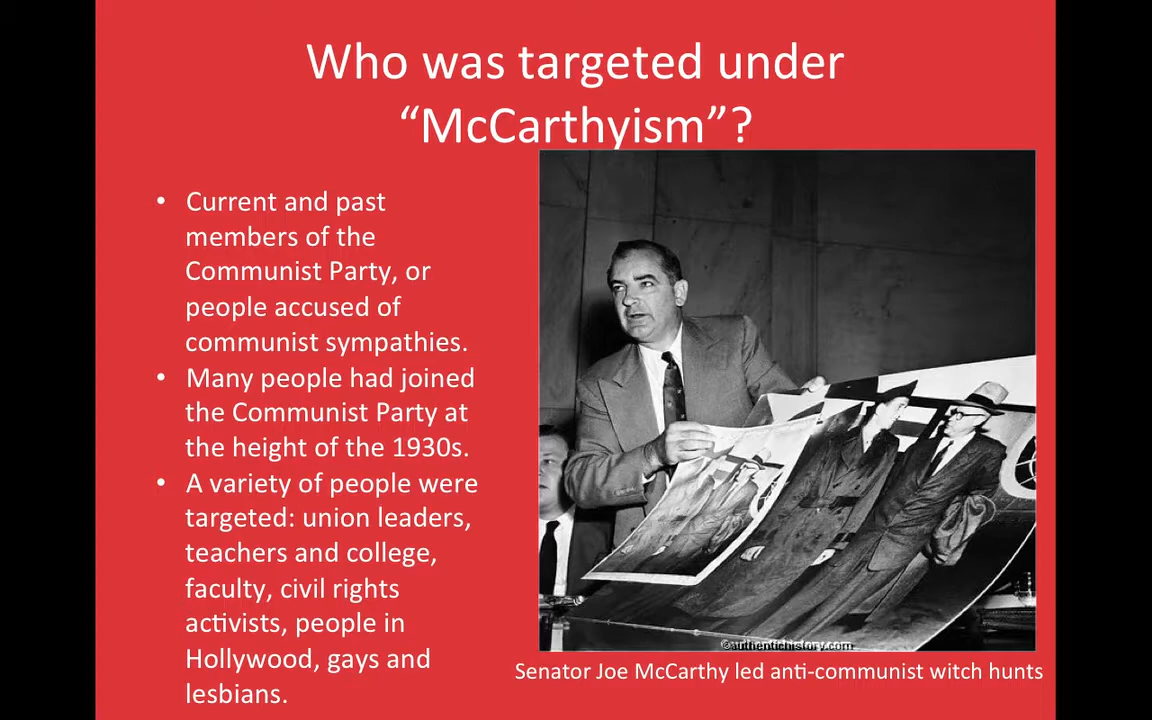 Who was targeted under
“McCarthyism”?
• Current and past
members of the
Communist Party, or
people accused of
communist sympathies.
• Many people had joined
the Communist Party at
the height of the 1930s.
• A variety of people were
targeted: union leaders,
teachers and college,
faculty, civil rights
activists, people in
Hollywood, gays and
lesbians.
©authentichistory.com
Senator Joe McCarthy led anti-communist witch hunts